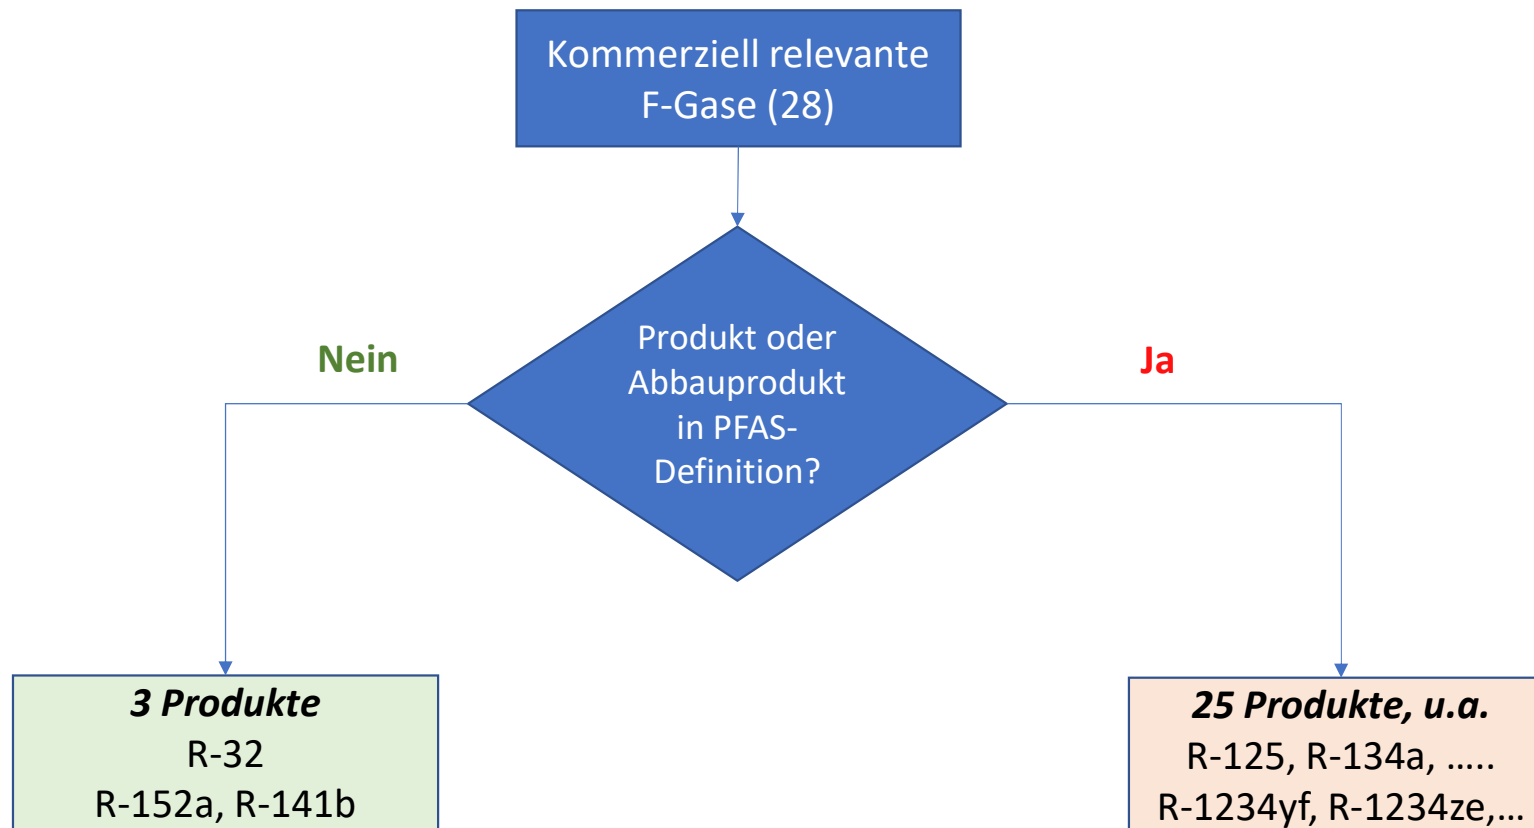 Kommerziell relevante
F-Gase (28)
Produkt oder
Abbauprodukt
in PFAS-
Definition?
Nein
Ja
3 Produkte
R-32
R-152a, R-141b
25 Produkte, u.a.
R-125, R-134a, …..
R-1234yf, R-1234ze,…